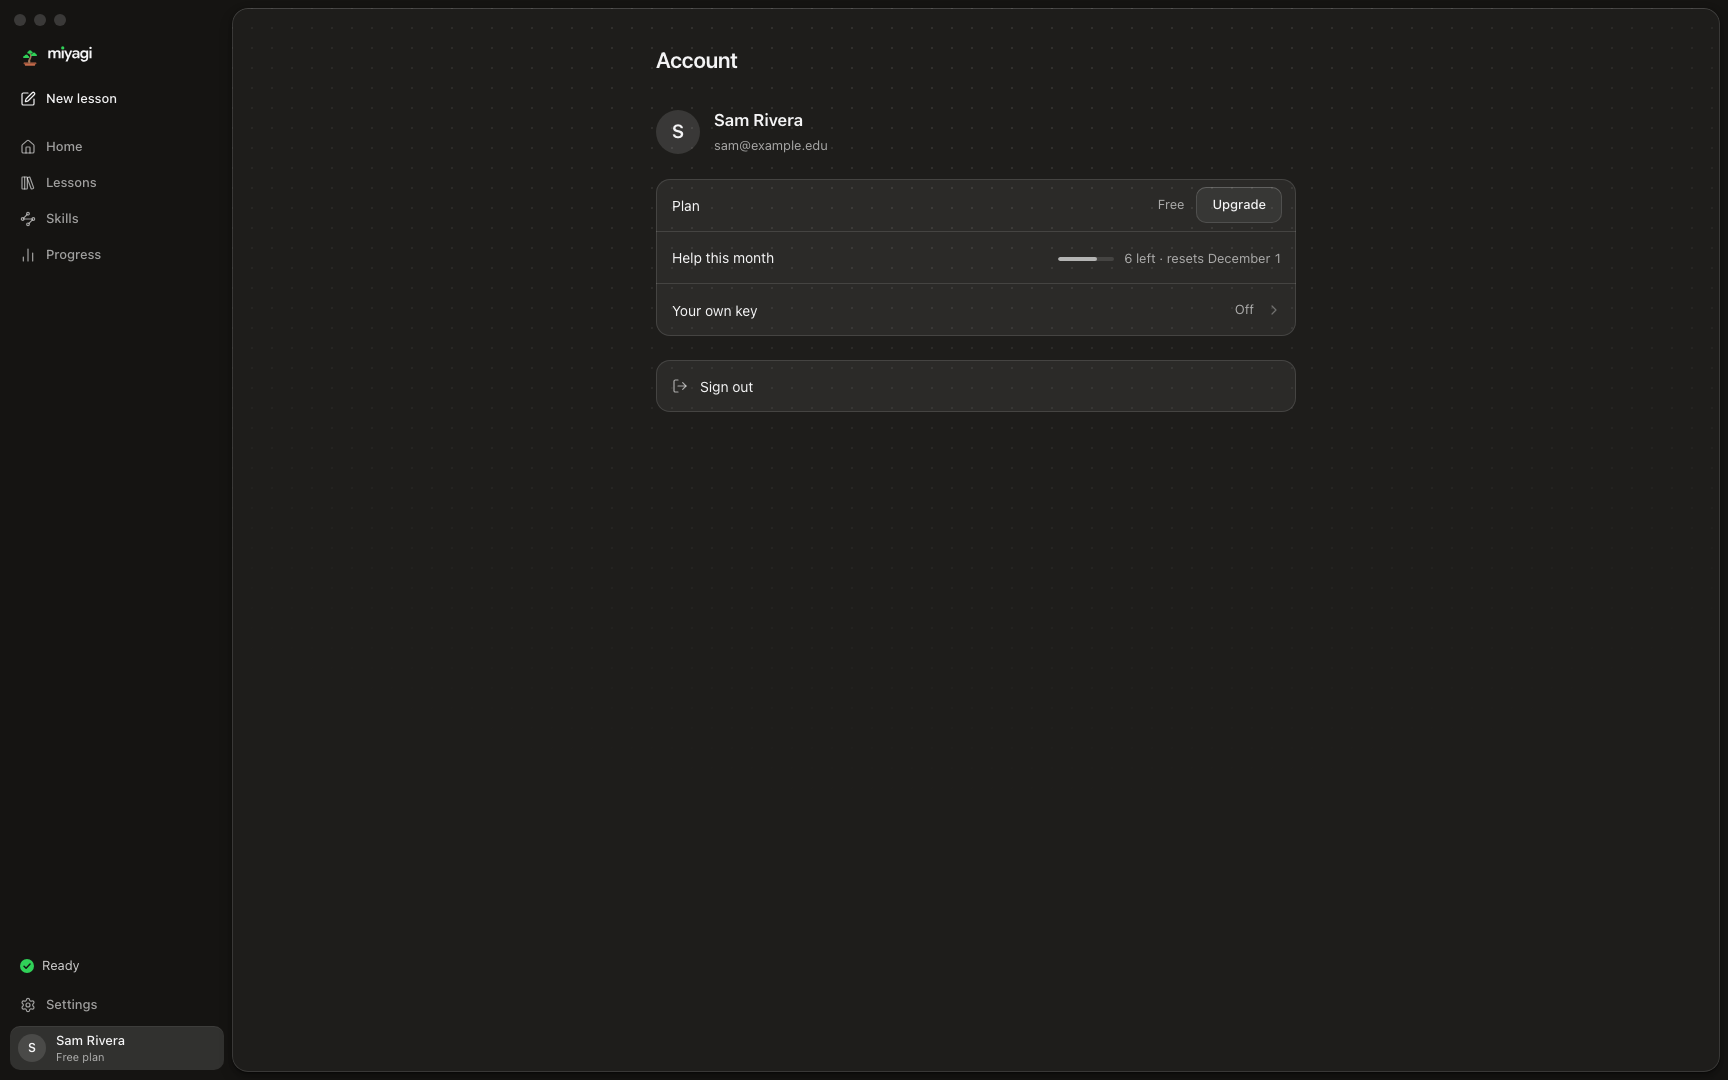 miyagi
New lesson
Home
Lessons
Skills
Progress
Ready
Settings
S
Sam Rivera
Free plan
Account
S
Sam Rivera
sam@example.edu
Plan
Free
Upgrade
Help this month
6 left · resets December 1
Your own key
Off
Sign out